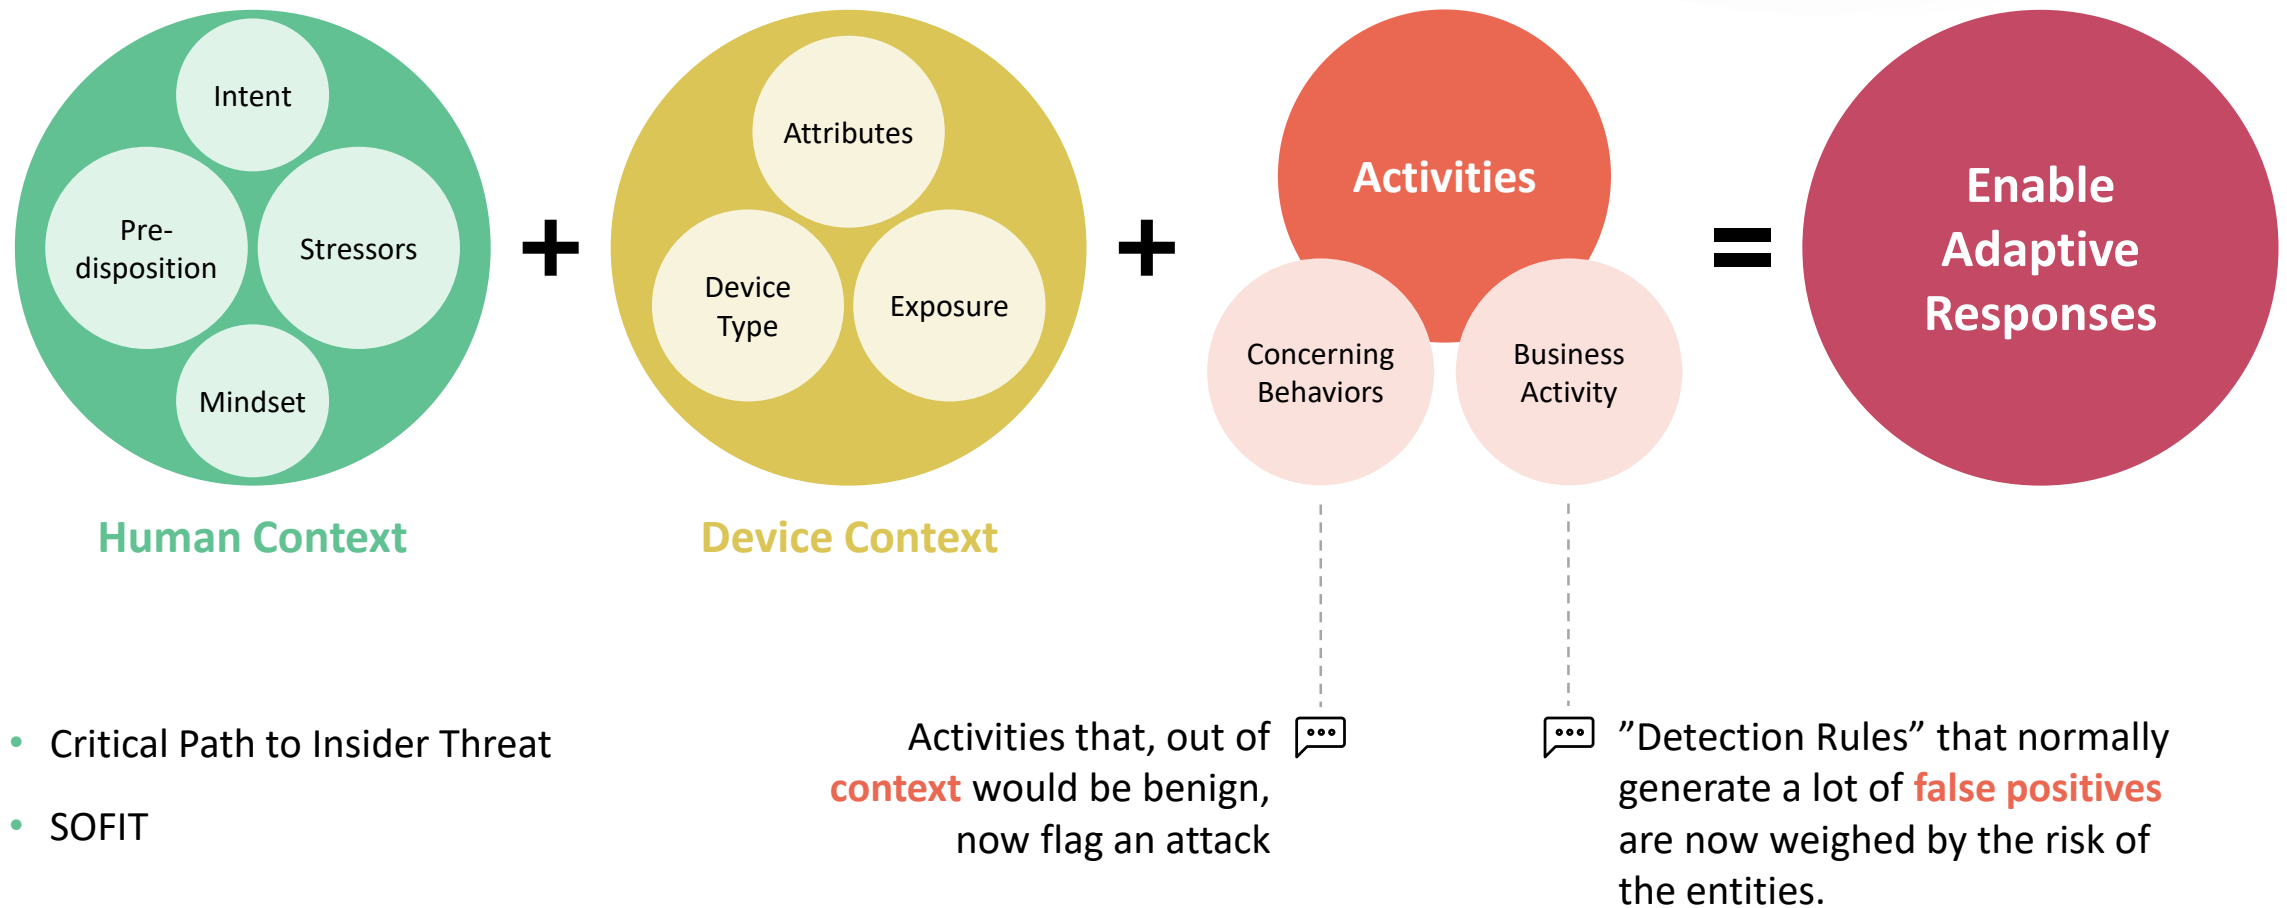 Intent
Pre-
disposition
Stressors
Mindset
Human Context
Attributes
Device
Type
Exposure
Device Context
Activities
Concerning
Behaviors
Business
Activity
Enable
Adaptive
Responses
• Critical Path to Insider Threat
• SOFIT
Activities that, out of
context would be benign,
now flag an attack
”Detection Rules” that normally
generate a lot of false positives
are now weighed by the risk of
the entities.